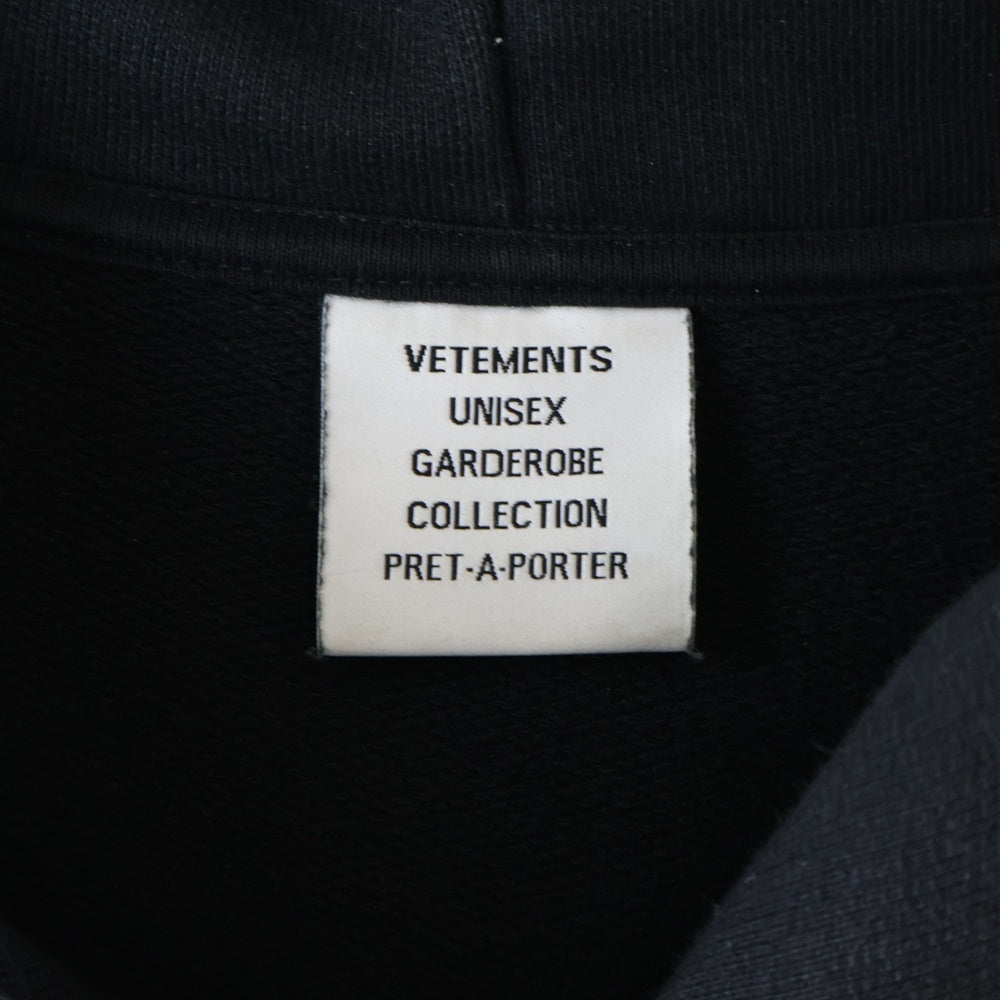 VETEMENTS
UNISEX
GARDEROBE
COLLECTION
PRET-A-PORTER